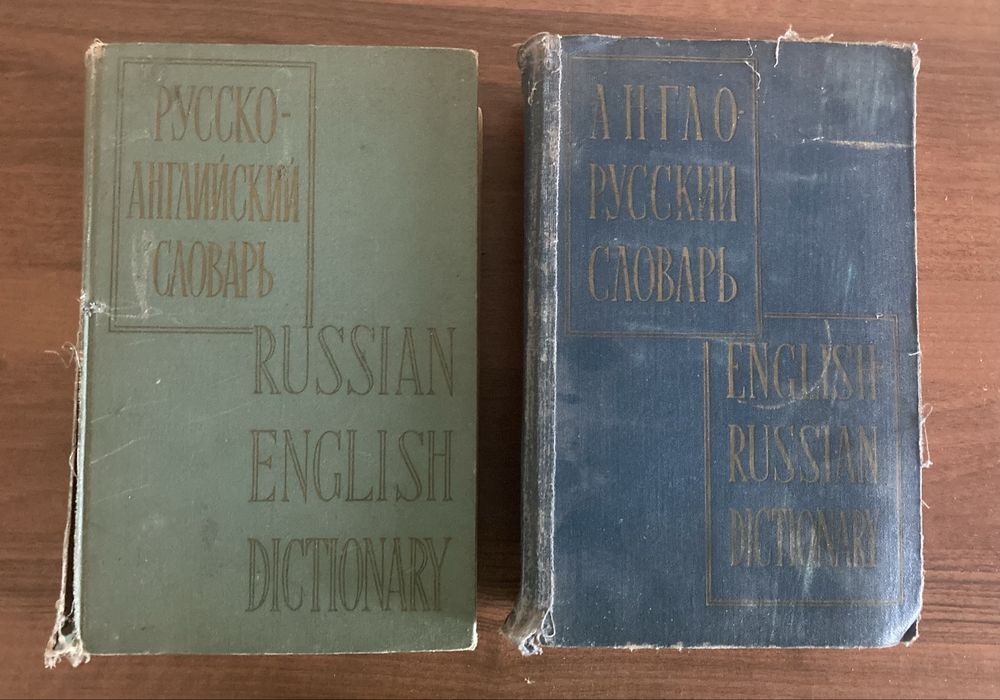 РУССКО-
АНГЛИЙСКИЙ
СЛОВАРЬ
RUSSIAN
ENGLISH
DICTIONARY
АНГЛО-
РУССКИЙ
СЛОВАРЬ
ENGLISH
RUSSIAN
DICTIONARY